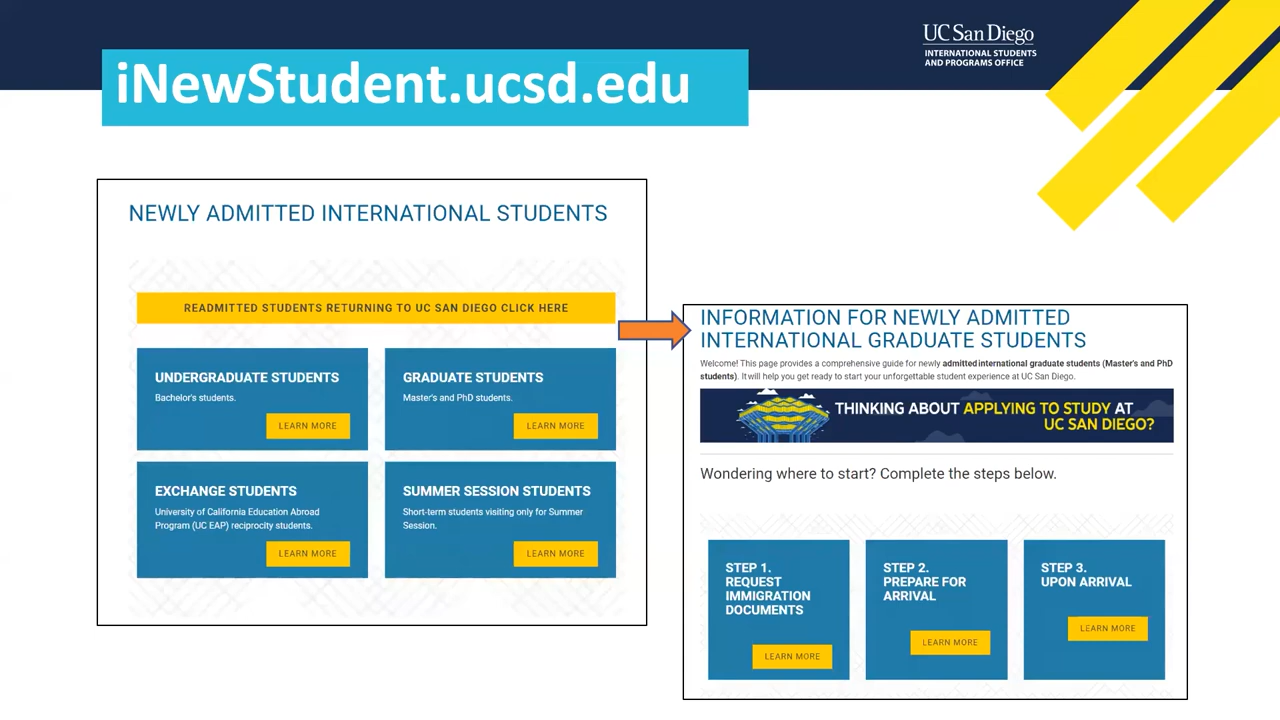 UC San Diego
INTERNATIONAL STUDENTS
AND PROGRAMS OFFICE
iNewStudent.ucsd.edu
NEWLY ADMITTED INTERNATIONAL STUDENTS
READMITTED STUDENTS RETURNING TO UC SAN DIEGO CLICK HERE
UNDERGRADUATE STUDENTS
Bachelor's students.
LEARN MORE
GRADUATE STUDENTS
Master's and PhD students.
LEARN MORE
EXCHANGE STUDENTS
University of California Education Abroad
Program (UC EAP) reciprocity students.
LEARN MORE
SUMMER SESSION STUDENTS
Short-term students visiting only for Summer
Session.
LEARN MORE
INFORMATION FOR NEWLY ADMITTED
INTERNATIONAL GRADUATE STUDENTS
Welcome! This page provides a comprehensive guide for newly admitted international graduate students (Master's and PhD
students). It will help you get ready to start your unforgettable student experience at UC San Diego.
THINKING ABOUT APPLYING TO STUDY AT
UC SAN DIEGO?
Wondering where to start? Complete the steps below.
STEP 1.
REQUEST
IMMIGRATION
DOCUMENTS
LEARN MORE
STEP 2.
PREPARE FOR
ARRIVAL
LEARN MORE
STEP 3.
UPON ARRIVAL
LEARN MORE